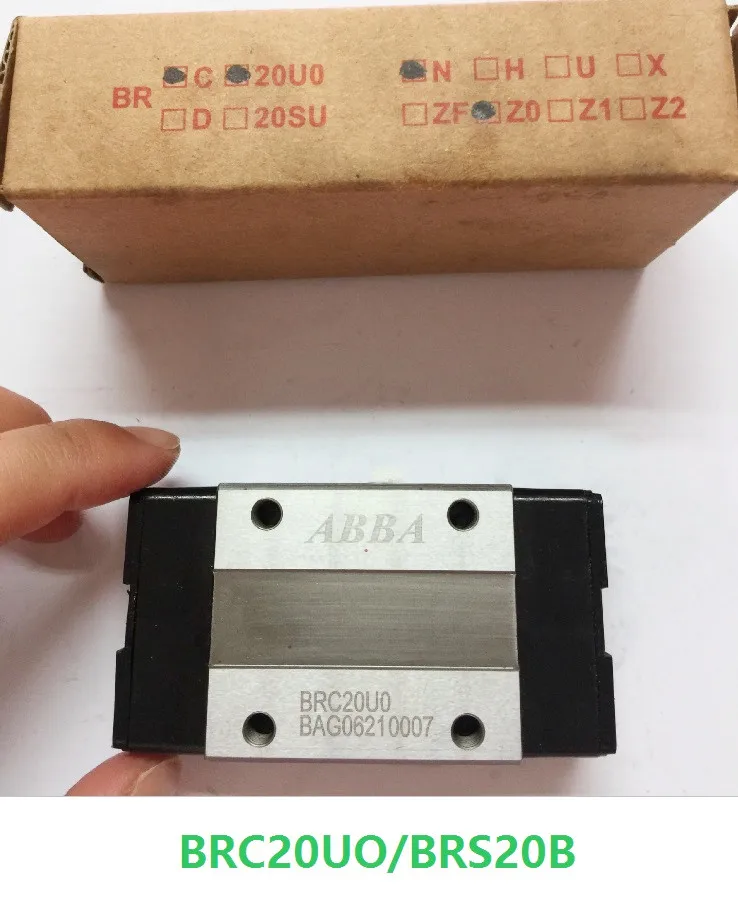 BR C 20U0 N H U X
D 20SU ZF Z0 Z1 Z2
ABBA
BRC20U0
BAG06210007
BRC20UO/BRS20B